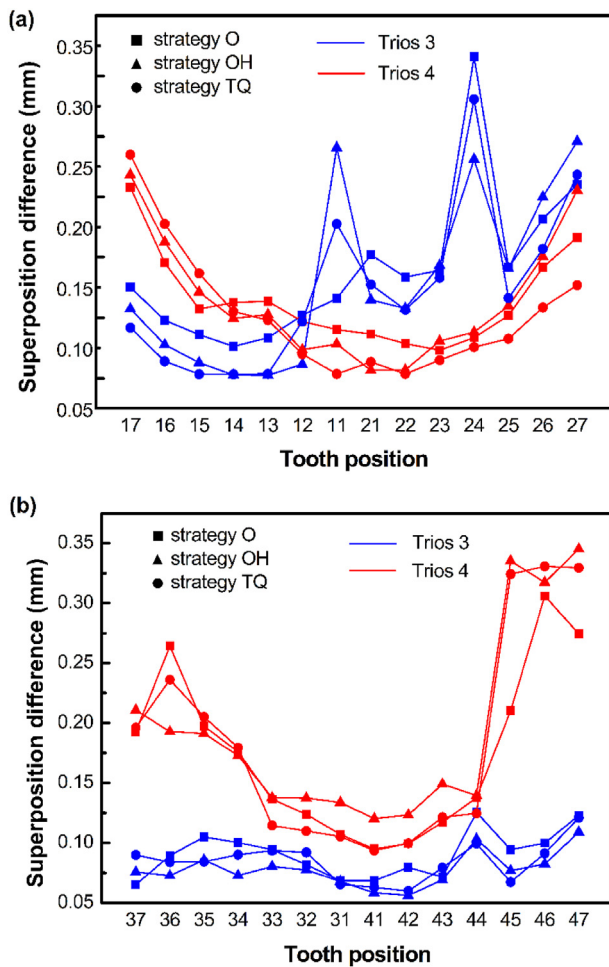 (a)
strategy O
strategy OH
strategy TQ
Trios 3
Trios 4
Superposition difference (mm)
0.35
0.30
0.25
0.20
0.15
0.10
0.05
17 16 15 14 13 12 11 21 22 23 24 25 26 27
Tooth position
(b)
strategy O
strategy OH
strategy TQ
Trios 3
Trios 4
Superposition difference (mm)
0.35
0.30
0.25
0.20
0.15
0.10
0.05
37 36 35 34 33 32 31 41 42 43 44 45 46 47
Tooth position